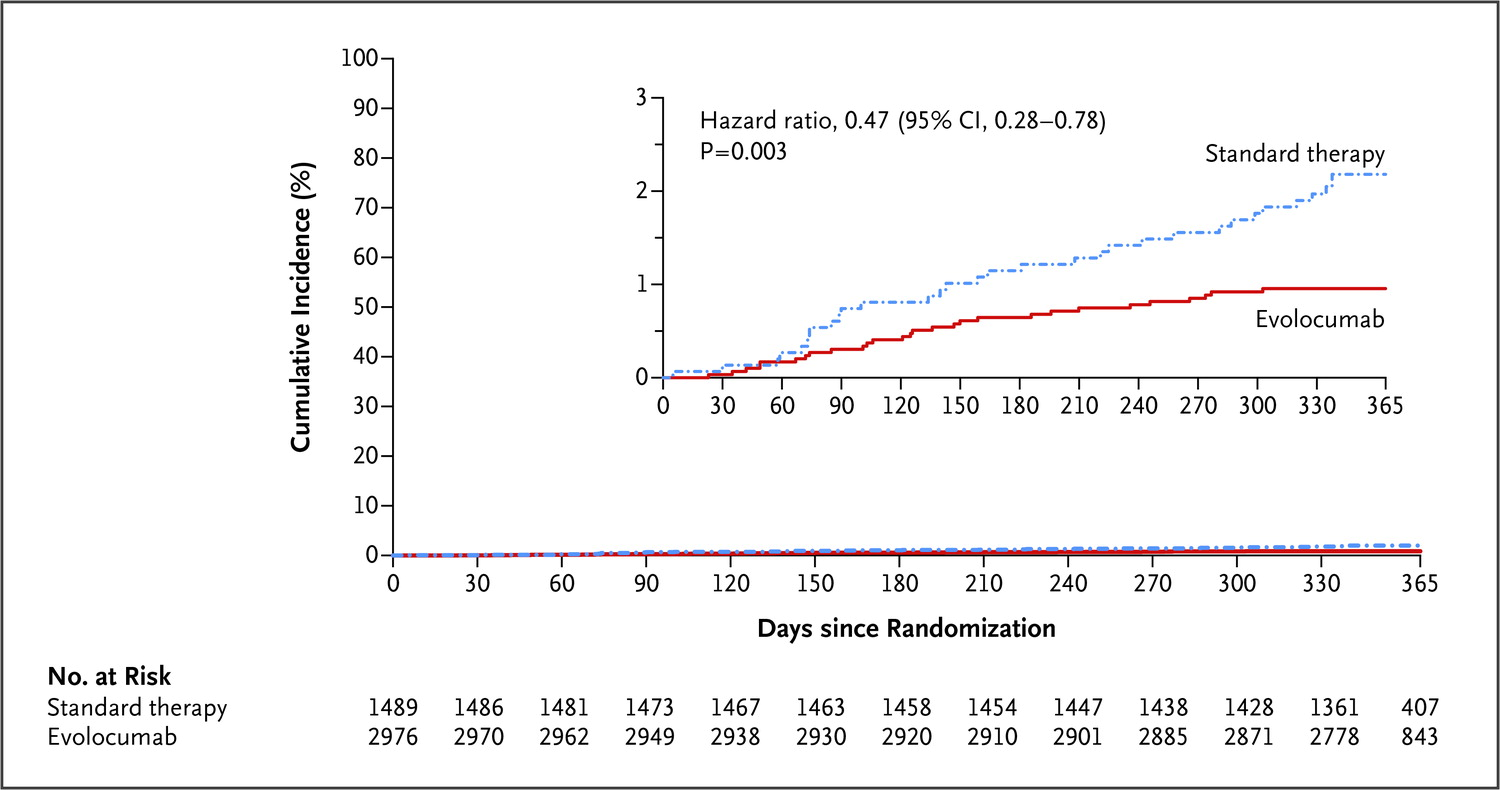 100
90
80
70
60
50
40
30
20
10
0
Cumulative Incidence (%)
3
2
1
0
Hazard ratio, 0.47 (95% CI, 0.28–0.78)
P=0.003
Standard therapy
Evolocumab
0 30 60 90 120 150 180 210 240 270 300 330 365
0 30 60 90 120 150 180 210 240 270 300 330 365
Days since Randomization
No. at Risk
Standard therapy 1489 1486 1481 1473 1467 1463 1458 1454 1447 1438 1428 1361 407
Evolocumab 2976 2970 2962 2949 2938 2930 2920 2910 2901 2885 2871 2778 843